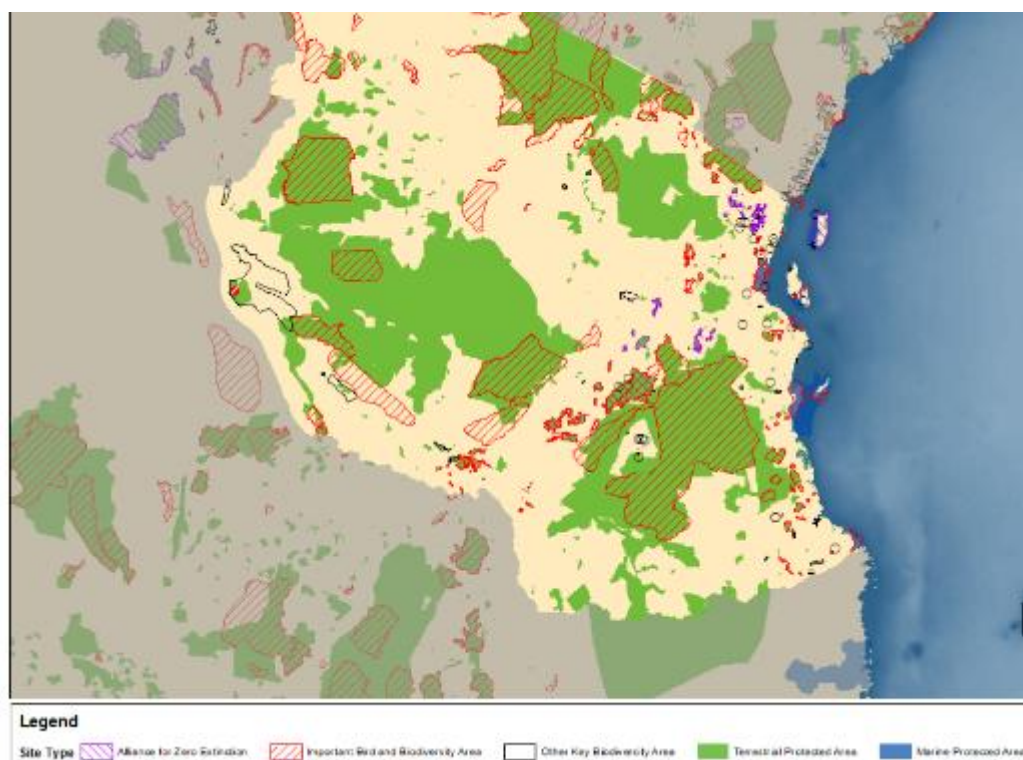 Legend
Site Type Alliance for Zero Extinction Important Bird and Biodiversity Area Other Key Biodiversity Area Terrestrial Protected Area Marine Protected Area